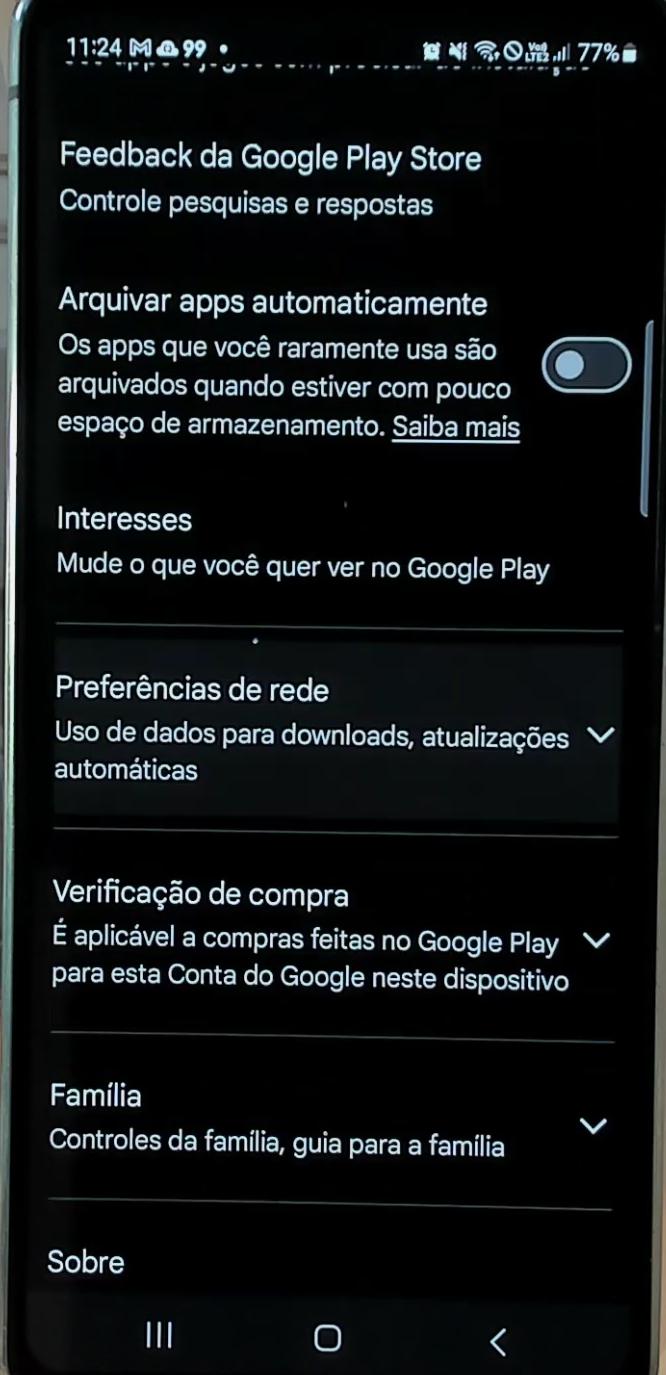 11:24 M 99
Vo)) LTE2 77%
Feedback da Google Play Store
Controle pesquisas e respostas
Arquivar apps automaticamente
Os apps que você raramente usa são
arquivados quando estiver com pouco
espaço de armazenamento. Saiba mais
Interesses
Mude o que você quer ver no Google Play
Preferências de rede
Uso de dados para downloads, atualizações
automáticas
Verificação de compra
É aplicável a compras feitas no Google Play
para esta Conta do Google neste dispositivo
Família
Controles da família, guia para a família
Sobre